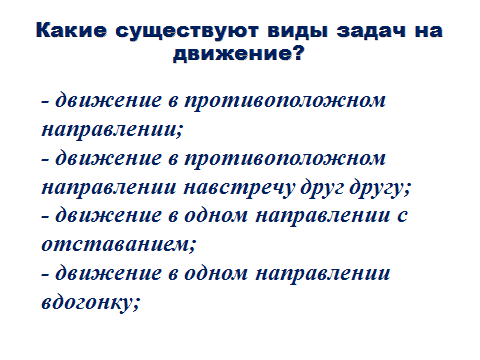 Какие существуют виды задач на
движение?
- движение в противоположном
направлении;
- движение в противоположном
направлении навстречу друг другу;
- движение в одном направлении с
отставанием;
- движение в одном направлении
вдогонку;